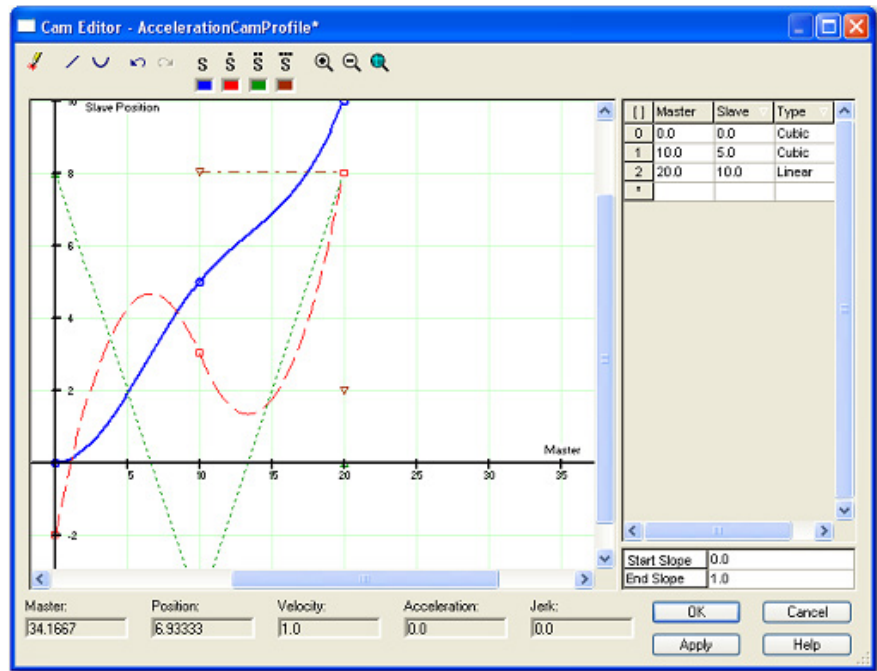 Cam Editor - AccelerationCamProfile*
S Ṡ S̈ S⃛
Slave Position
10
8
6
4
2
-2
5 10 15 20 25 30 35
Master
[ ] Master Slave Type
0 0.0 0.0 Cubic
1 10.0 5.0 Cubic
2 20.0 10.0 Linear
*
Start Slope 0.0
End Slope 1.0
Master: Position: Velocity: Acceleration: Jerk:
34.1667 6.93333 1.0 0.0 0.0
OK Cancel
Apply Help